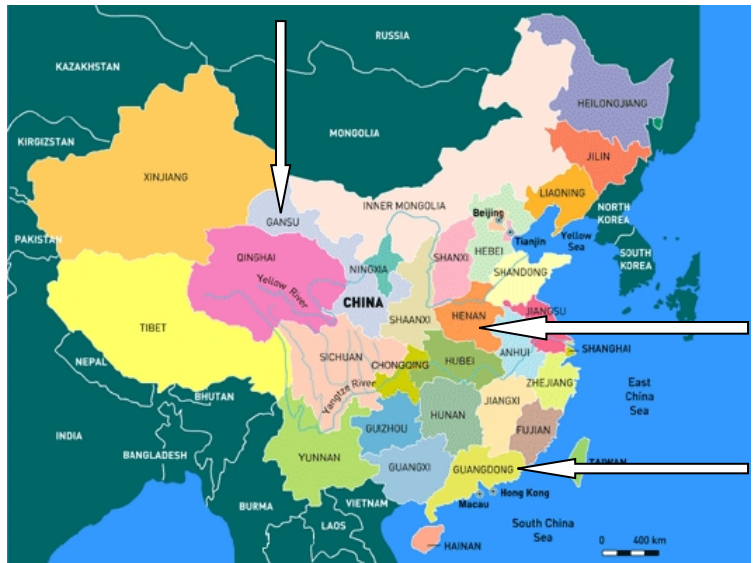 RUSSIA
KAZAKHSTAN
HEILONGJIANG
MONGOLIA
KIRGIZSTAN
JILIN
XINJIANG
LIAONING
INNER MONGOLIA
NORTH
KOREA
Beijing
GANSU
Tianjin
Yellow
Sea
PAKISTAN
HEBEI
SOUTH
KOREA
QINGHAI
SHANXI
NINGXIA
SHANDONG
Yellow River
CHINA
TIBET
HENAN
JIANGSU
SHAANXI
SHANGHAI
ANHUI
SICHUAN
CHONGQING
HUBEI
NEPAL
ZHEJIANG
East
China
Sea
Yangtze River
BHUTAN
JIANGXI
HUNAN
GUIZHOU
FUJIAN
INDIA
BANGLADESH
YUNNAN
GUANGXI
GUANGDONG
TAIWAN
Hong Kong
Macau
BURMA
VIETNAM
LAOS
South China
Sea
HAINAN
0 400 km